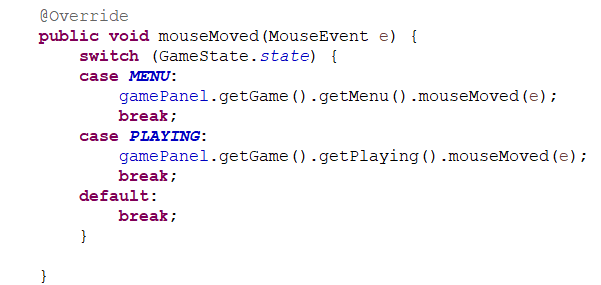 @Override
public void mouseMoved(MouseEvent e) {
    switch (GameState.state) {
    case MENU:
        gamePanel.getGame().getMenu().mouseMoved(e);
        break;
    case PLAYING:
        gamePanel.getGame().getPlaying().mouseMoved(e);
        break;
    default:
        break;
    }

}